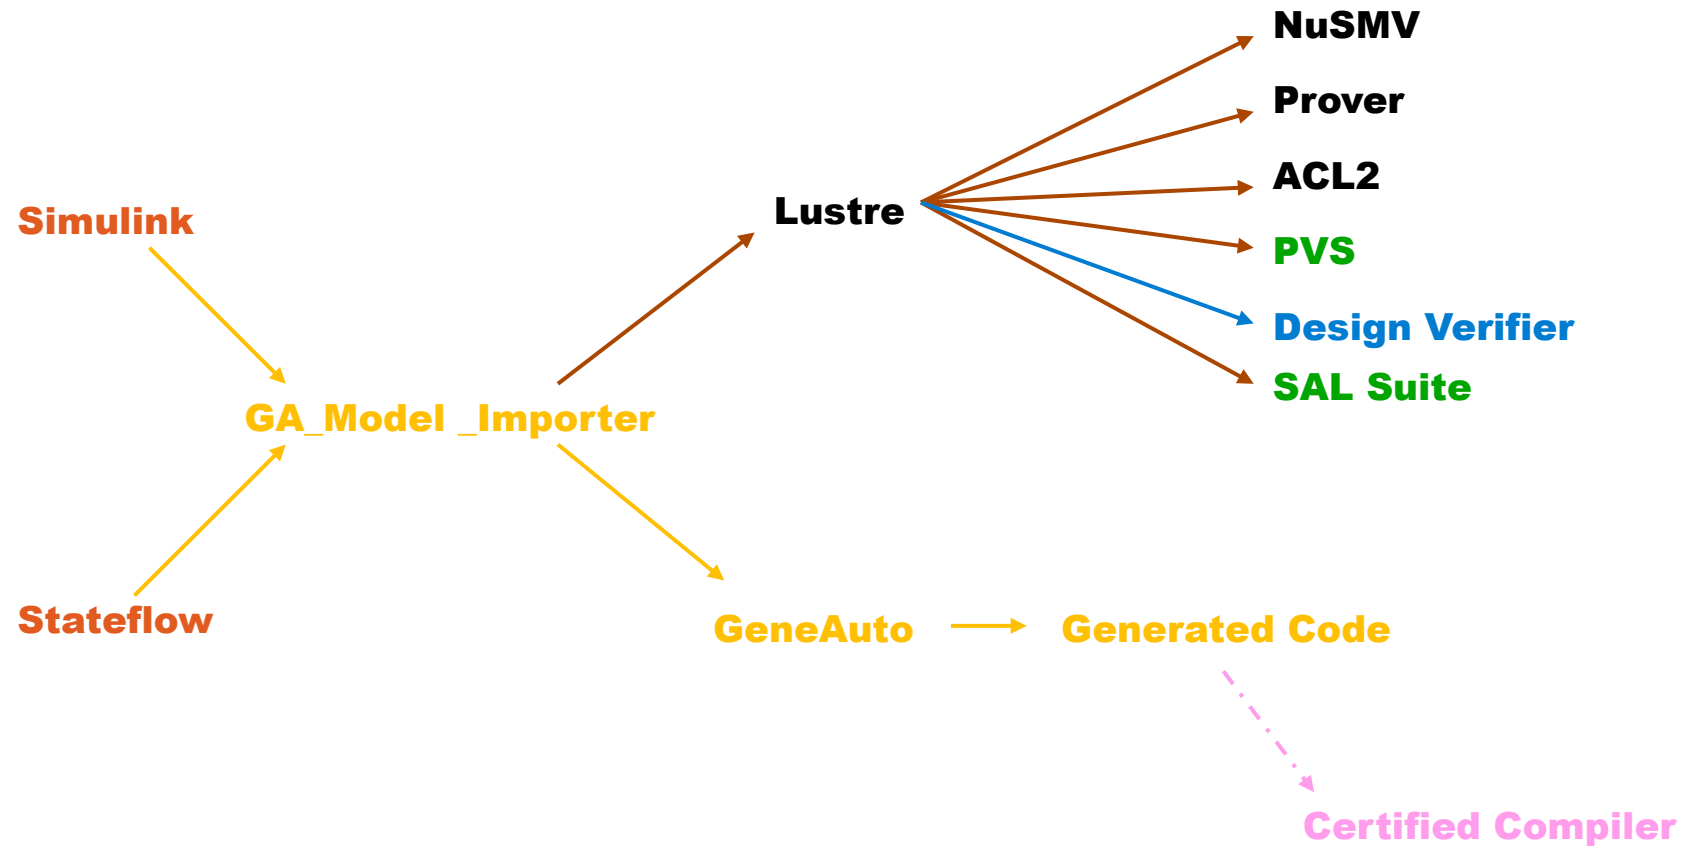 NuSMV
Prover
ACL2
Lustre
Simulink
PVS
Design Verifier
SAL Suite
GA_Model _Importer
Stateflow
GeneAuto
Generated Code
Certified Compiler